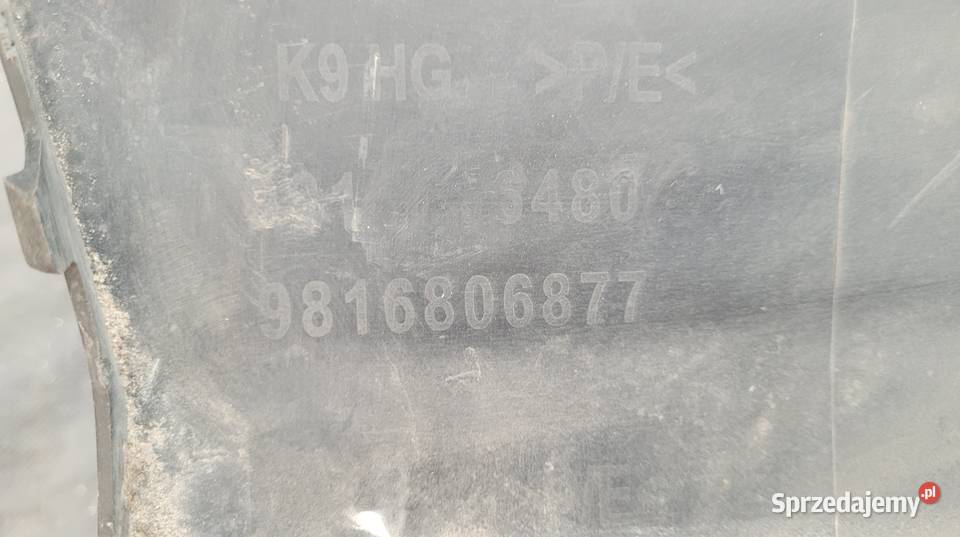 K9 HG >P/E<
3480
9816806877
E
Sprzedajemy.pl